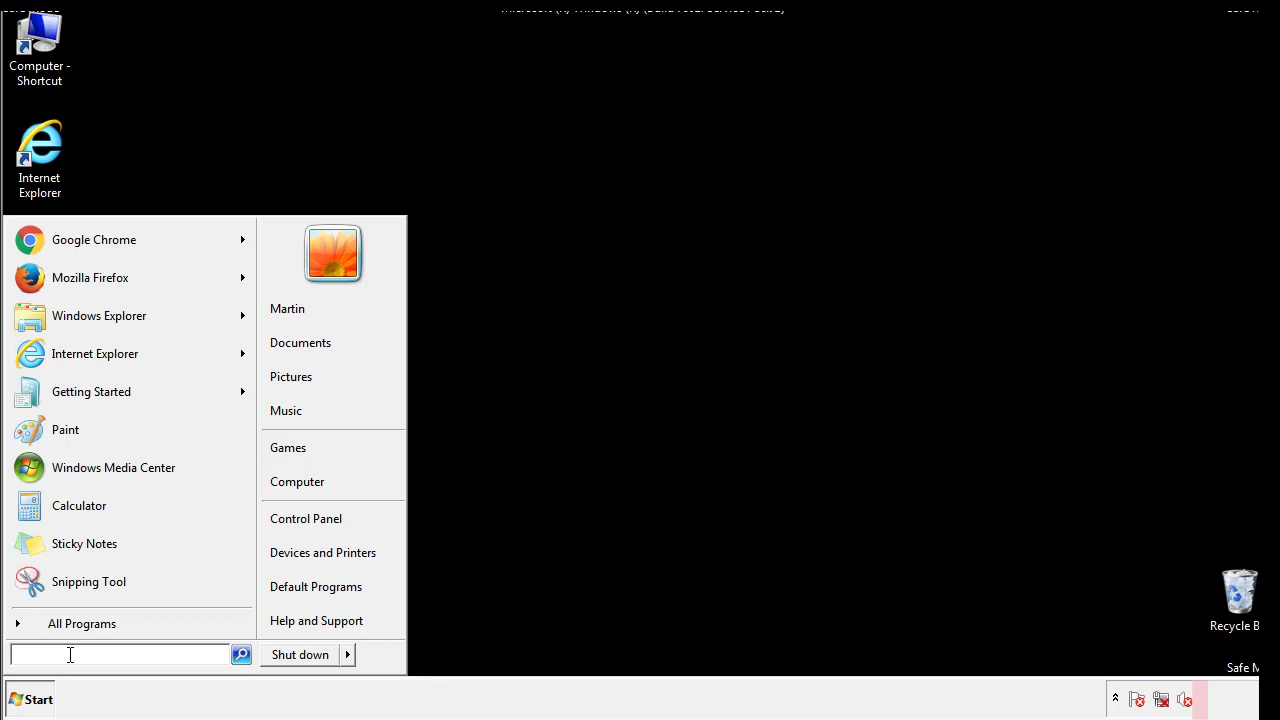 Computer -
Shortcut
Internet
Explorer
Google Chrome
Mozilla Firefox
Windows Explorer
Internet Explorer
Getting Started
Paint
Windows Media Center
Calculator
Sticky Notes
Snipping Tool
All Programs
Martin
Documents
Pictures
Music
Games
Computer
Control Panel
Devices and Printers
Default Programs
Help and Support
Shut down
Recycle B
Safe M
Start